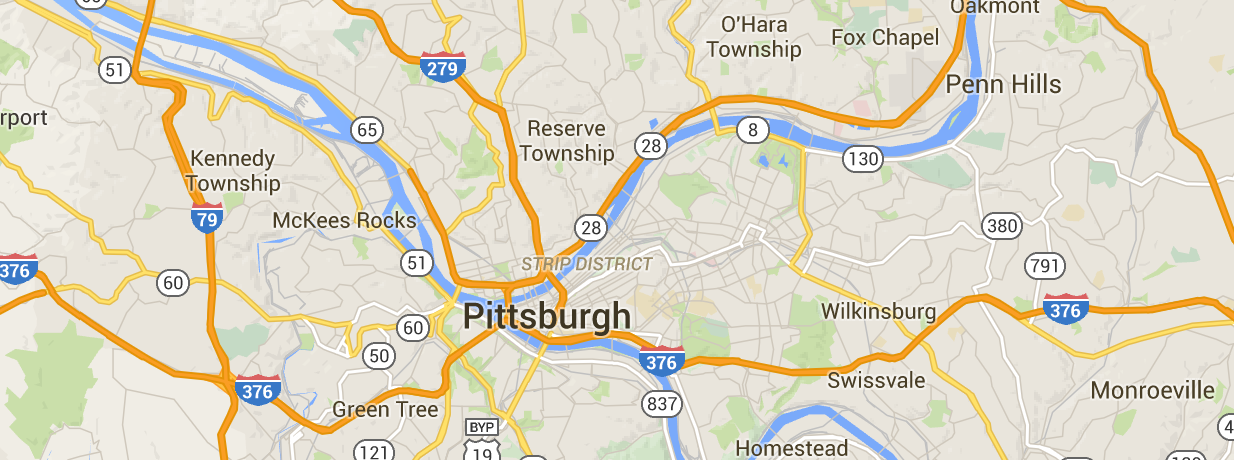 65
Oakmont
O'Hara
Township
Fox Chapel
51
279
Penn Hills
rport
65
Reserve
Township
28
8
130
Kennedy
Township
79
McKees Rocks
28
380
376
51
STRIP DISTRICT
791
60
Pittsburgh
60
Wilkinsburg
376
50
376
376
Swissvale
Monroeville
Green Tree
837
BYP
19
121
Homestead
4